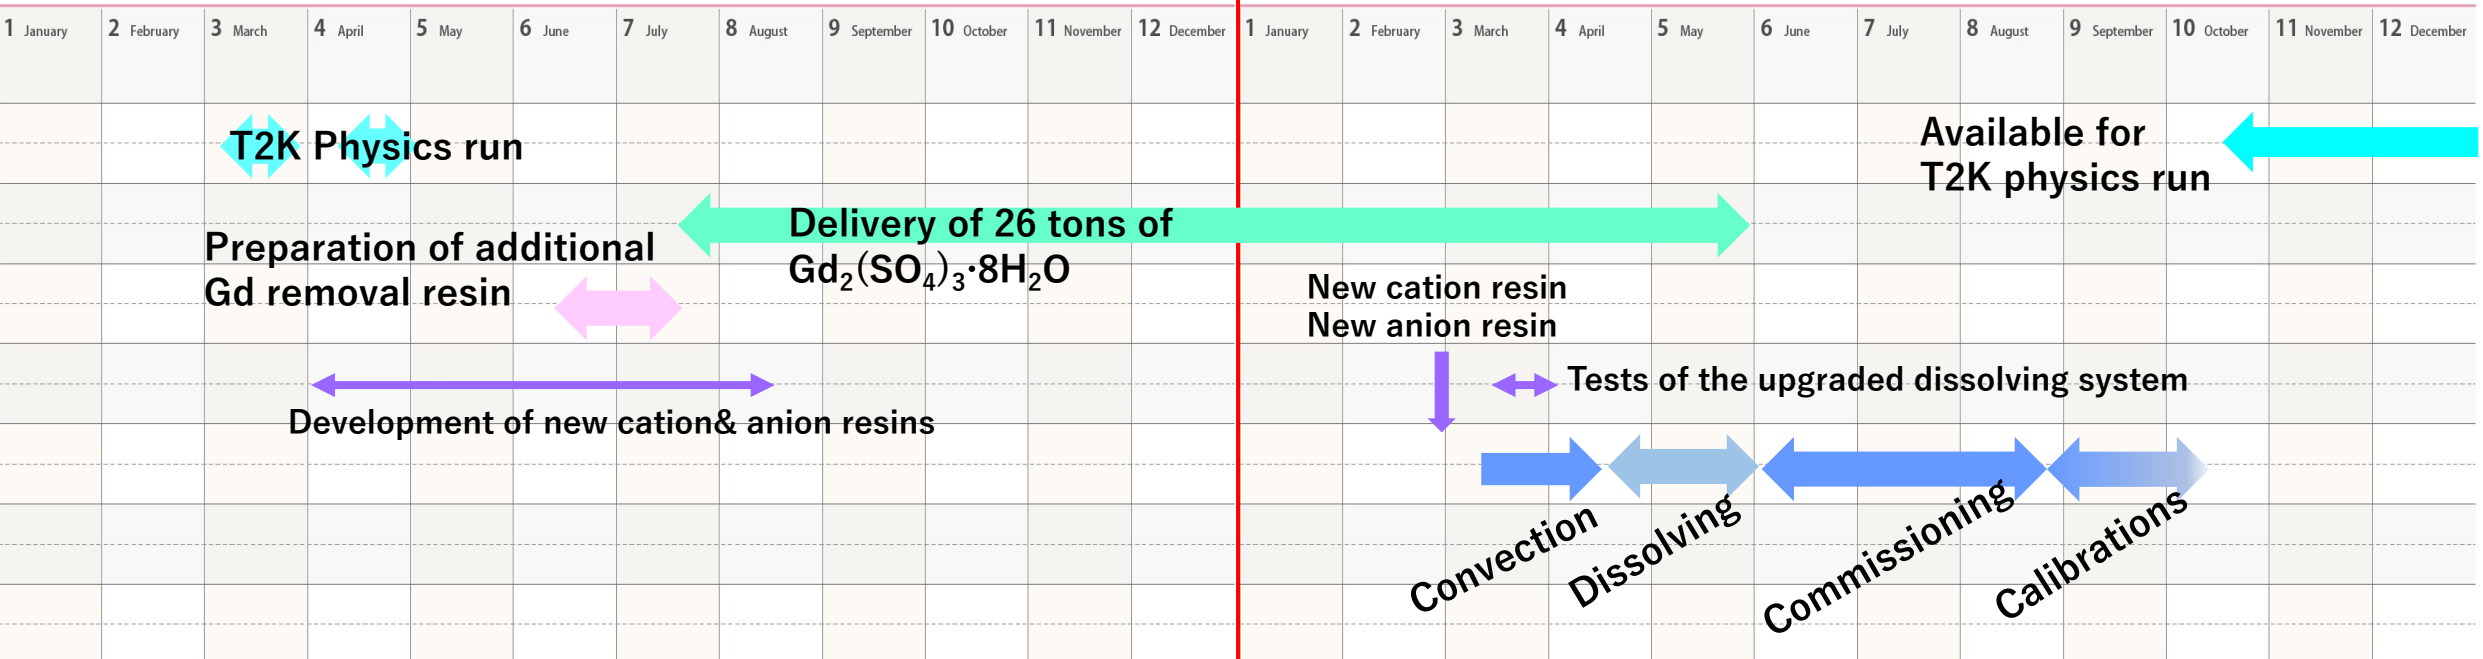 1 January 2 February 3 March 4 April 5 May 6 June 7 July 8 August 9 September 10 October 11 November 12 December 1 January 2 February 3 March 4 April 5 May 6 June 7 July 8 August 9 September 10 October 11 November 12 December
T2K Physics run
Available for
T2K physics run
Delivery of 26 tons of
Gd₂(SO₄)₃·8H₂O
Preparation of additional
Gd removal resin
New cation resin
New anion resin
Tests of the upgraded dissolving system
Development of new cation& anion resins
Convection
Dissolving
Commissioning
Calibrations